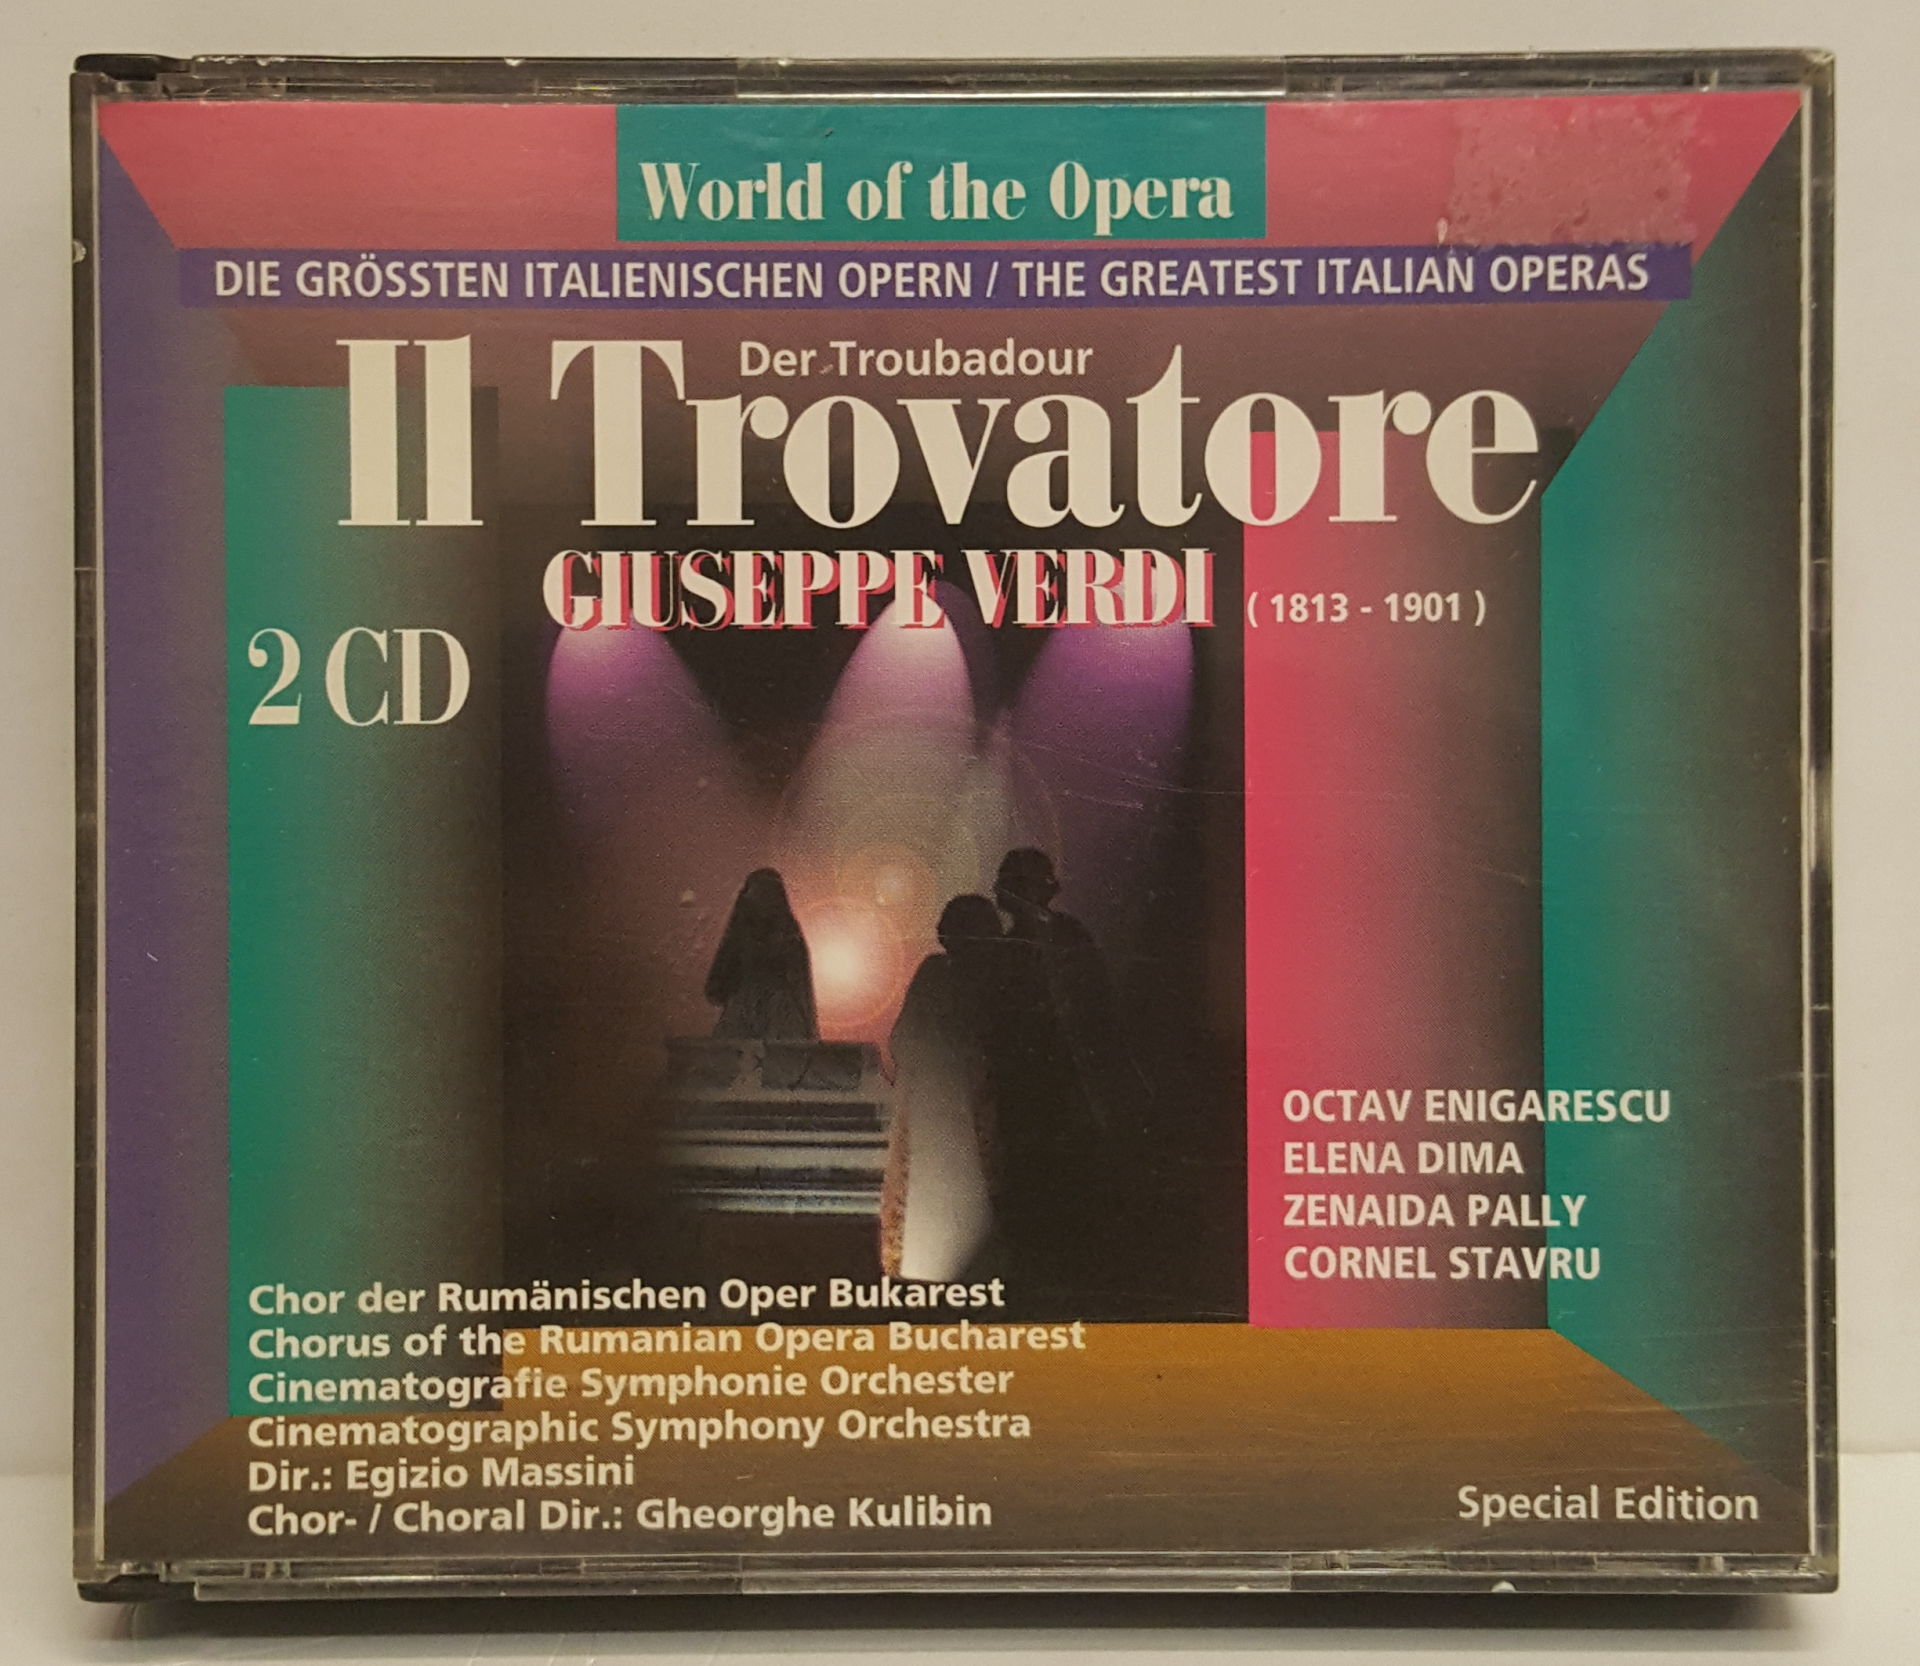 World of the Opera
DIE GRÖSSTEN ITALIENISCHEN OPERN / THE GREATEST ITALIAN OPERAS
Der Troubadour
Il Trovatore
GIUSEPPE VERDI ( 1813 - 1901 )
2 CD
OCTAV ENIGARESCU
ELENA DIMA
ZENAIDA PALLY
CORNEL STAVRU
Chor der Rumänischen Oper Bukarest
Chorus of the Rumanian Opera Bucharest
Cinematografie Symphonie Orchester
Cinematographic Symphony Orchestra
Dir.: Egizio Massini
Chor- / Choral Dir.: Gheorghe Kulibin
Special Edition